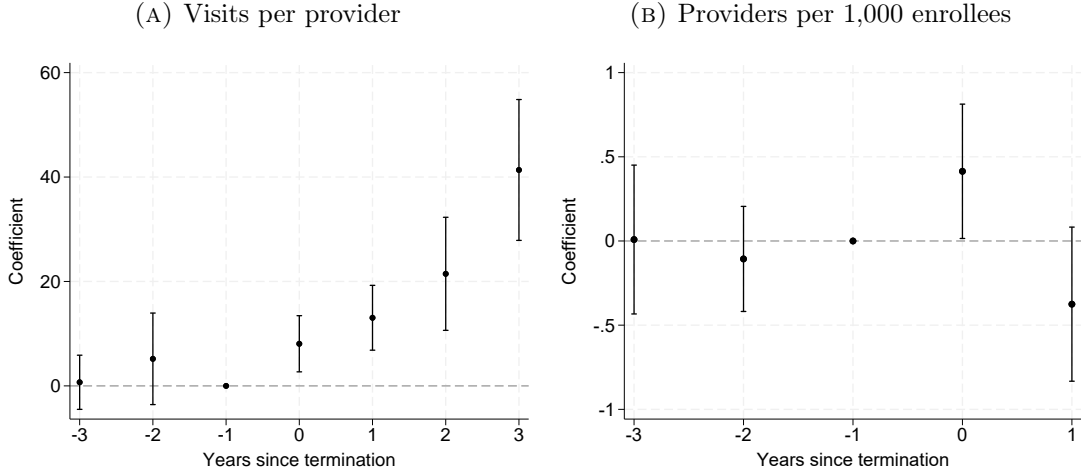 (A) Visits per provider
60
40
20
0
Coefficient
-3 -2 -1 0 1 2 3
Years since termination
(B) Providers per 1,000 enrollees
1
.5
0
-.5
-1
Coefficient
-3 -2 -1 0 1
Years since termination